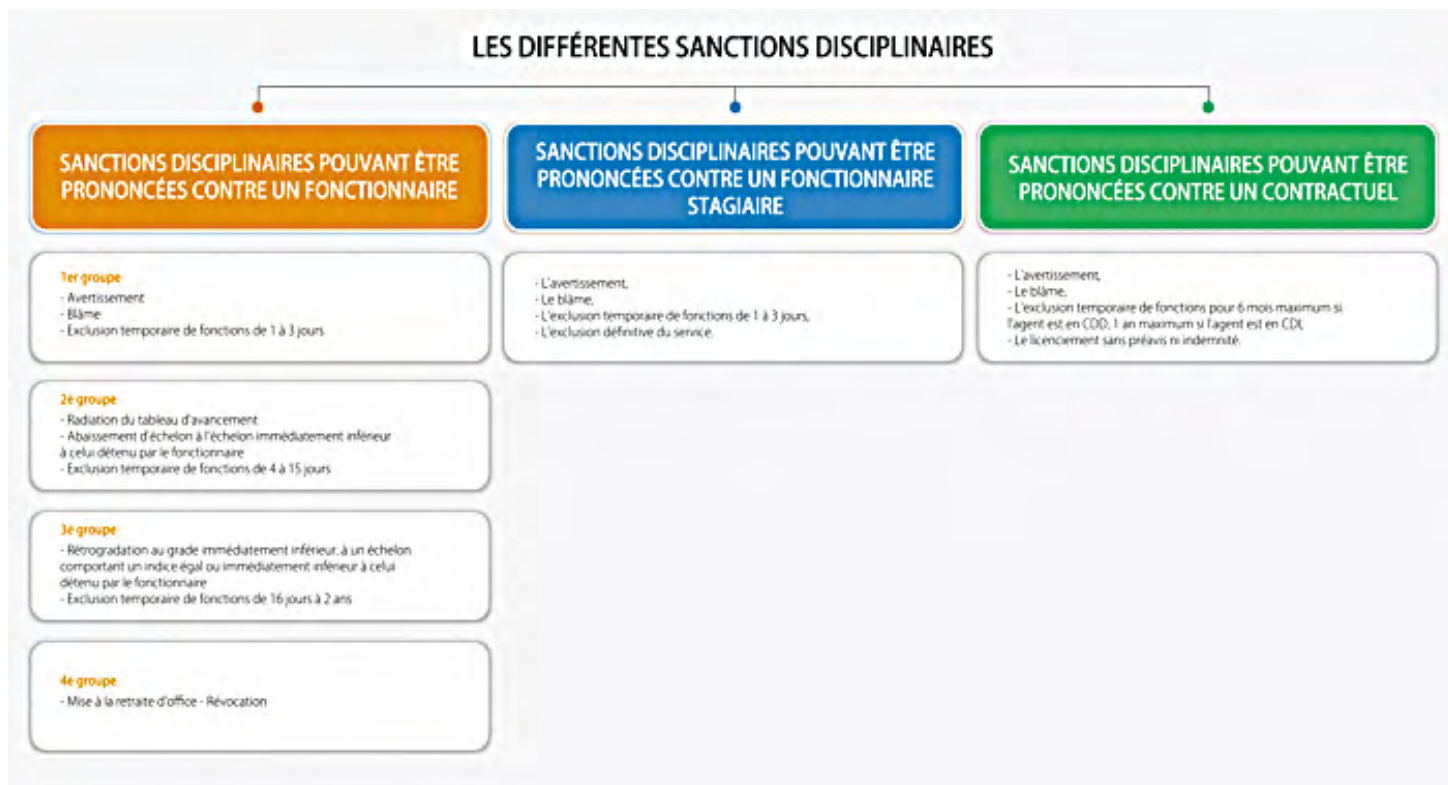 LES DIFFÉRENTES SANCTIONS DISCIPLINAIRES
SANCTIONS DISCIPLINAIRES POUVANT ÊTRE
PRONONCÉES CONTRE UN FONCTIONNAIRE
1er groupe
- Avertissement
- Blâme
- Exclusion temporaire de fonctions de 1 à 3 jours
2é groupe
- Radiation du tableau d'avancement
- Abaissement d'échelon à l'échelon immédiatement inférieur
à celui détenu par le fonctionnaire
- Exclusion temporaire de fonctions de 4 à 15 jours
3é groupe
- Rétrogradation au grade immédiatement inférieur, à un échelon
comportant un indice égal ou immédiatement inférieur à celui
détenu par le fonctionnaire
- Exclusion temporaire de fonctions de 16 jours à 2 ans
4é groupe
- Mise à la retraite d'office - Révocation
SANCTIONS DISCIPLINAIRES POUVANT ÊTRE
PRONONCÉES CONTRE UN FONCTIONNAIRE
STAGIAIRE
- L'avertissement,
- Le blâme,
- L'exclusion temporaire de fonctions de 1 à 3 jours,
- L'exclusion définitive du service.
SANCTIONS DISCIPLINAIRES POUVANT ÊTRE
PRONONCÉES CONTRE UN CONTRACTUEL
- L'avertissement,
- Le blâme,
- L'exclusion temporaire de fonctions pour 6 mois maximum si
l'agent est en CDD, 1 an maximum si l'agent est en CDI,
- Le licenciement sans préavis ni indemnité.